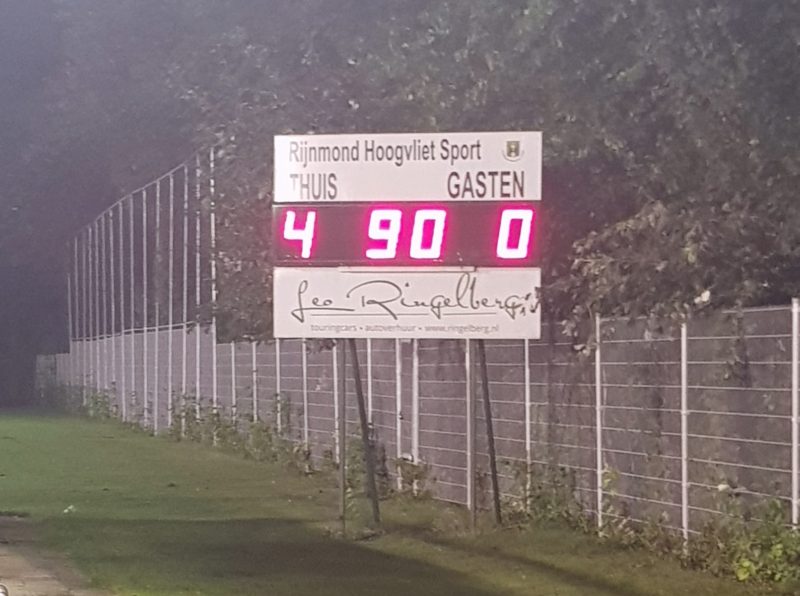 Rijnmond Hoogvliet Sport
THUIS GASTEN
4 90 0
Leo Ringelberg
touringcars • autoverhuur • www.ringelberg.nl